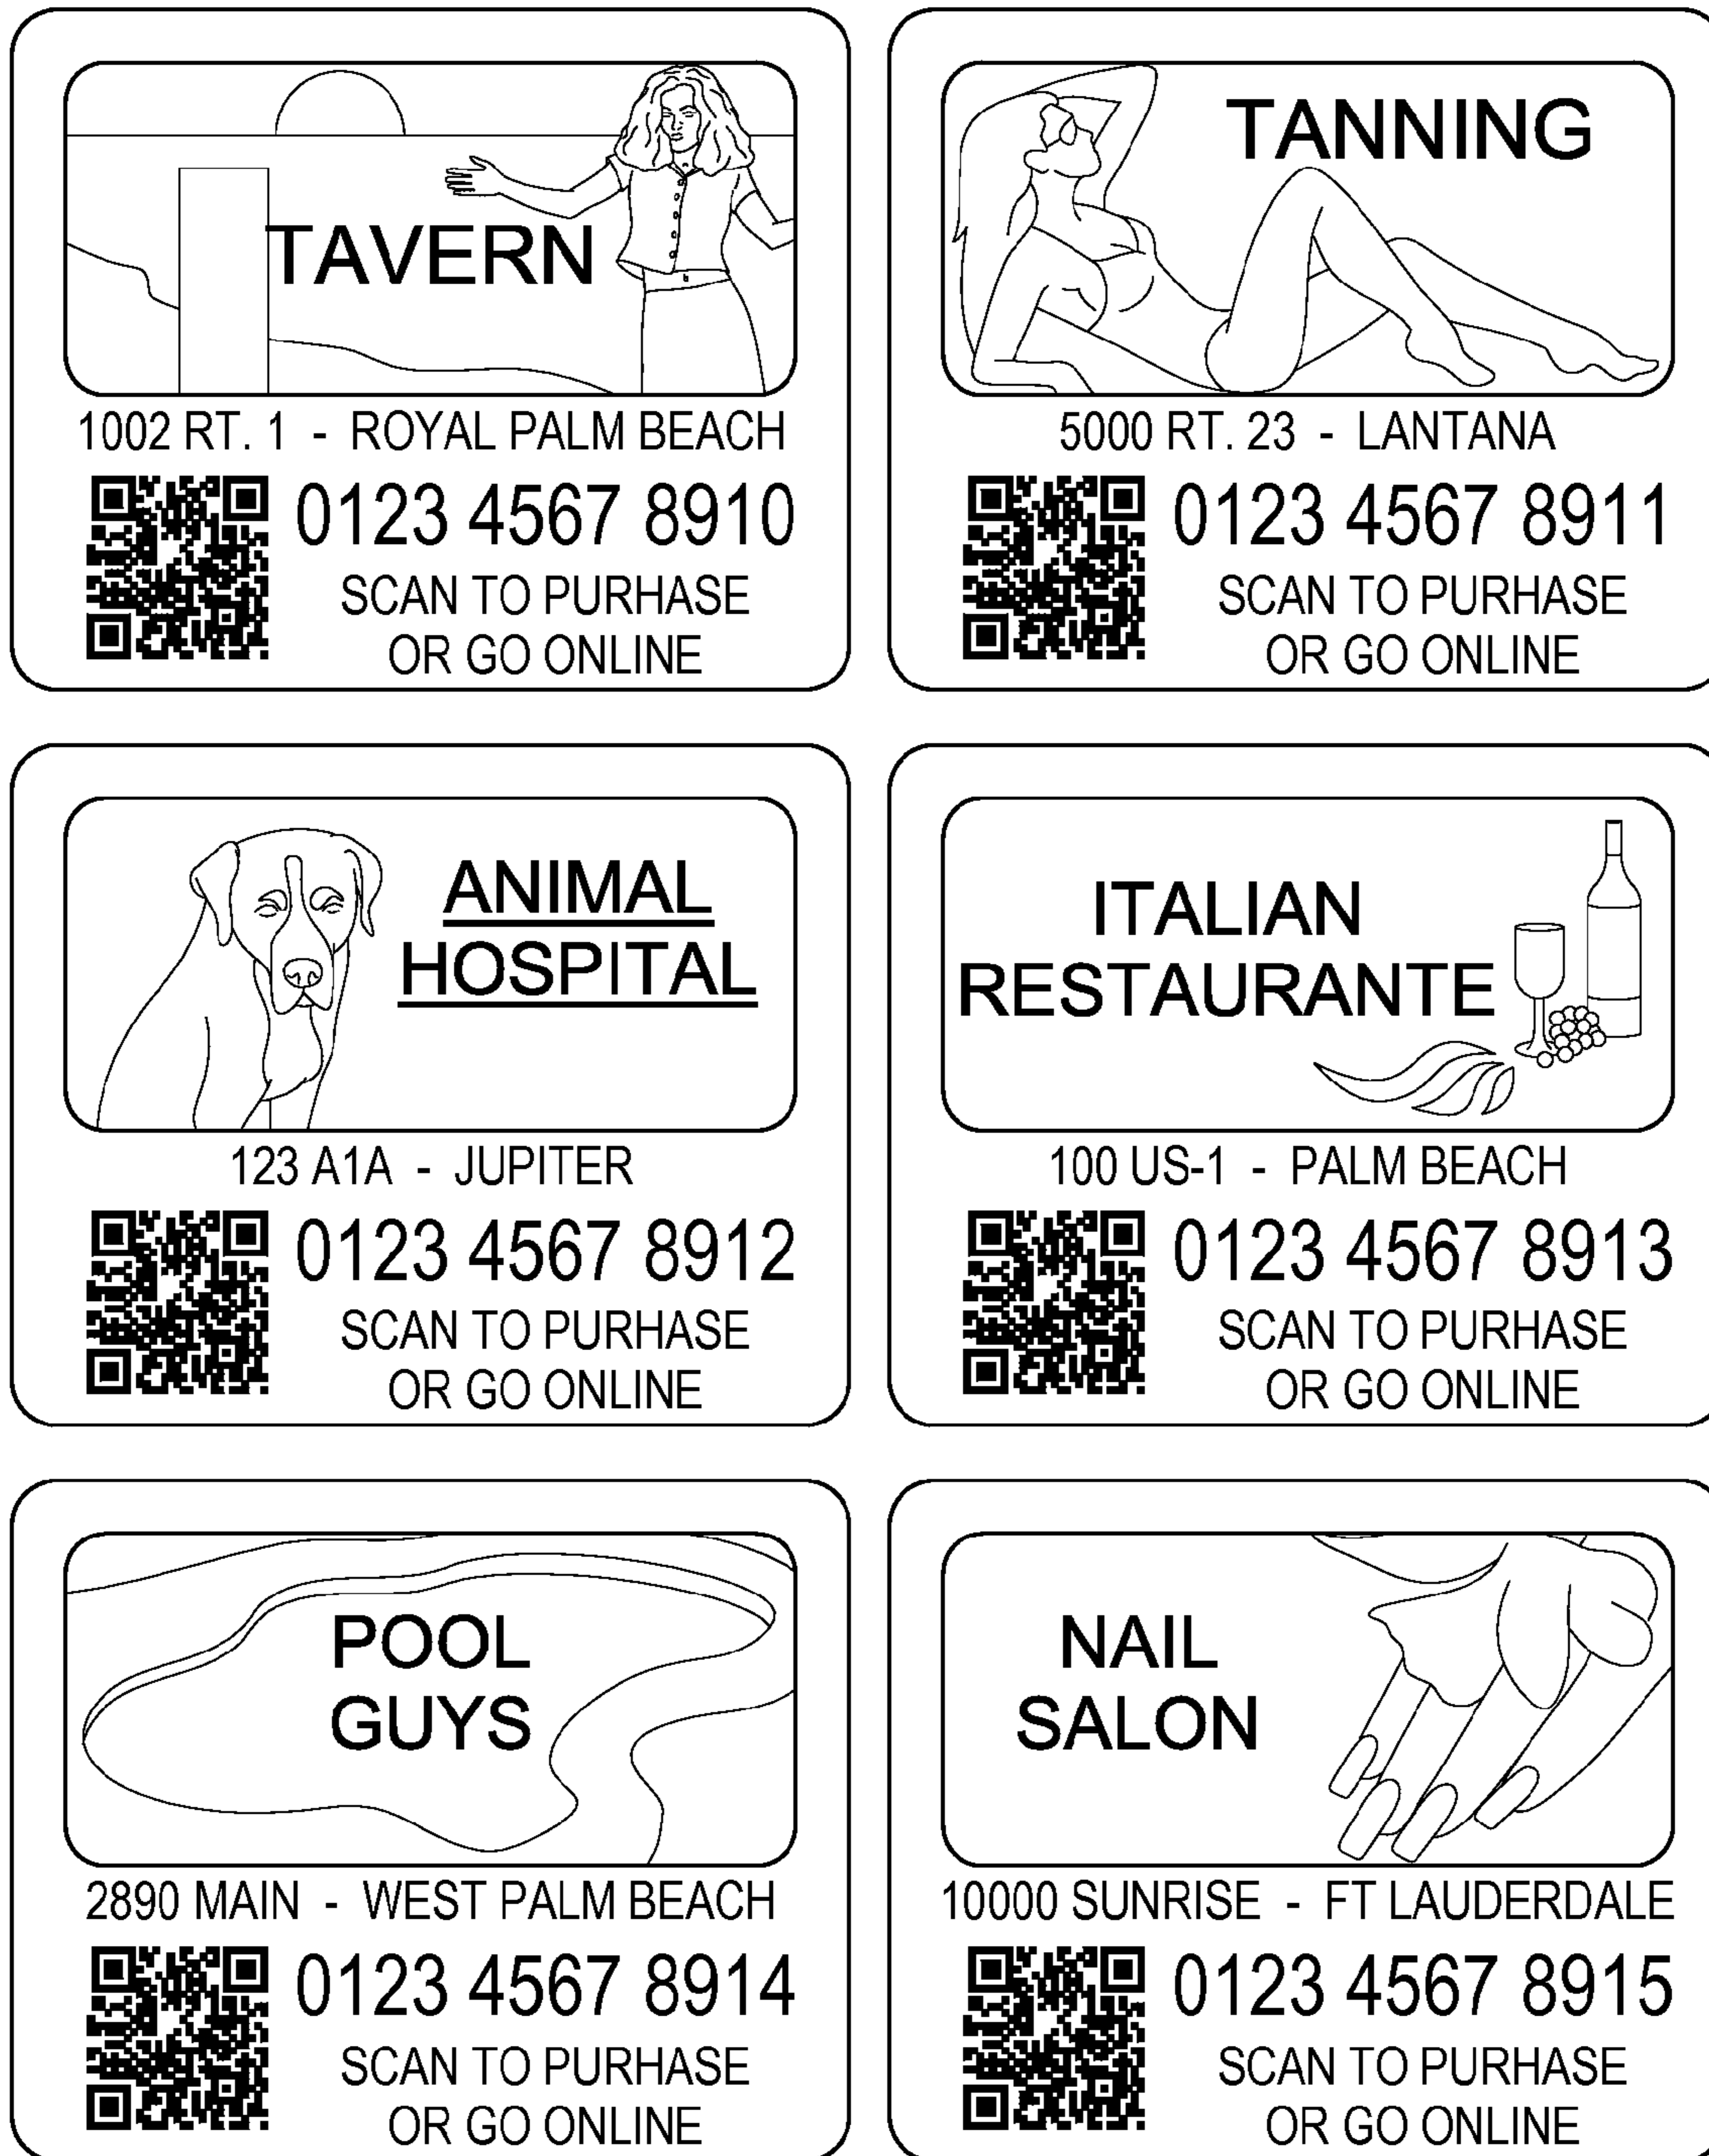 TAVERN
1002 RT. 1 - ROYAL PALM BEACH
0123 4567 8910
SCAN TO PURHASE
OR GO ONLINE
TANNING
5000 RT. 23 - LANTANA
0123 4567 8911
SCAN TO PURHASE
OR GO ONLINE
ANIMAL
HOSPITAL
123 A1A - JUPITER
0123 4567 8912
SCAN TO PURHASE
OR GO ONLINE
ITALIAN
RESTAURANTE
100 US-1 - PALM BEACH
0123 4567 8913
SCAN TO PURHASE
OR GO ONLINE
POOL
GUYS
2890 MAIN - WEST PALM BEACH
0123 4567 8914
SCAN TO PURHASE
OR GO ONLINE
NAIL
SALON
10000 SUNRISE - FT LAUDERDALE
0123 4567 8915
SCAN TO PURHASE
OR GO ONLINE